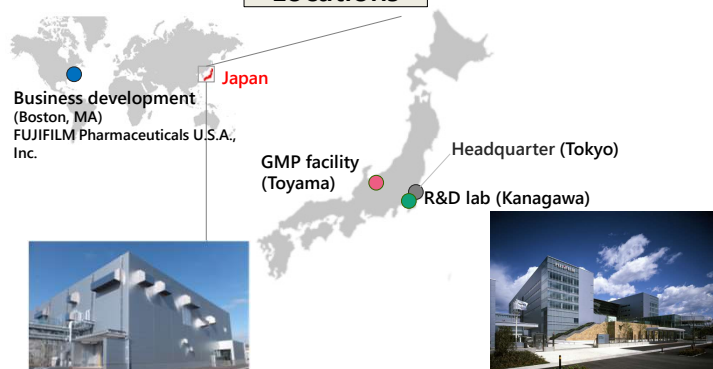 Locations
Japan
Business development
(Boston, MA)
FUJIFILM Pharmaceuticals U.S.A.,
Inc.
GMP facility
(Toyama)
Headquarter (Tokyo)
R&D lab (Kanagawa)